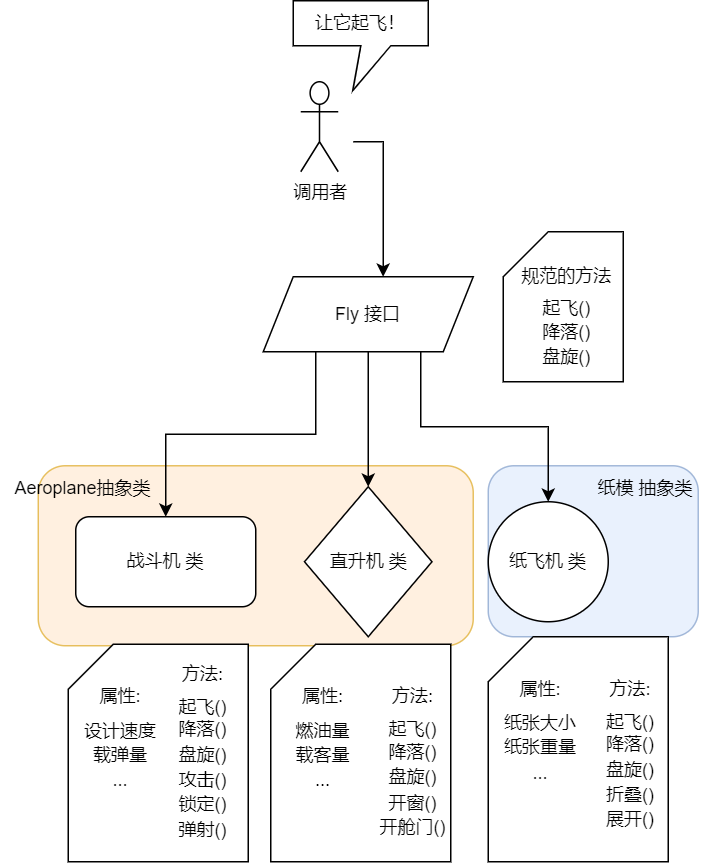 让它起飞！
调用者
Fly 接口
规范的方法
起飞()
降落()
盘旋()
Aeroplane抽象类
纸模 抽象类
战斗机 类
直升机 类
纸飞机 类
属性:
设计速度
载弹量
...
方法:
起飞()
降落()
盘旋()
攻击()
锁定()
弹射()
属性:
燃油量
载客量
...
方法:
起飞()
降落()
盘旋()
开窗()
开舱门()
属性:
纸张大小
纸张重量
...
方法:
起飞()
降落()
盘旋()
折叠()
展开()